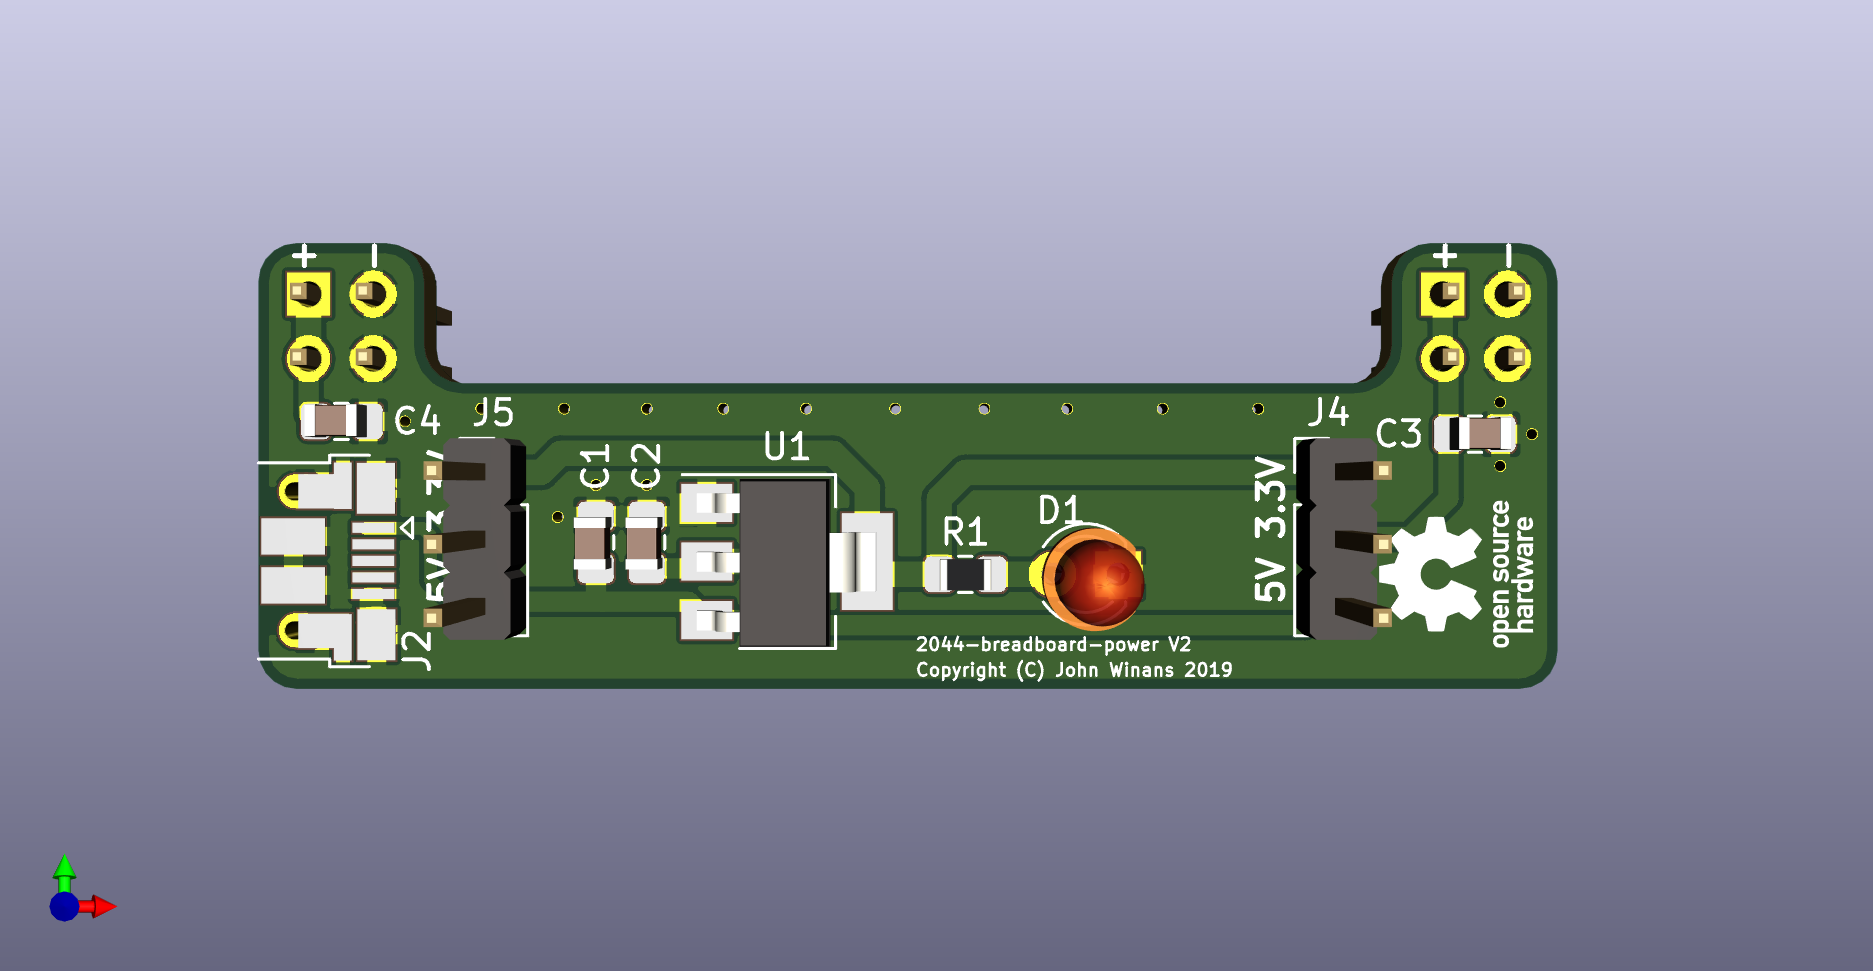 + −
+ −
C4
J5
J4
C3
U1
C1
C2
5V
5V 3.3V
D1
R1
J2
open source
hardware
2044-breadboard-power V2
Copyright (C) John Winans 2019